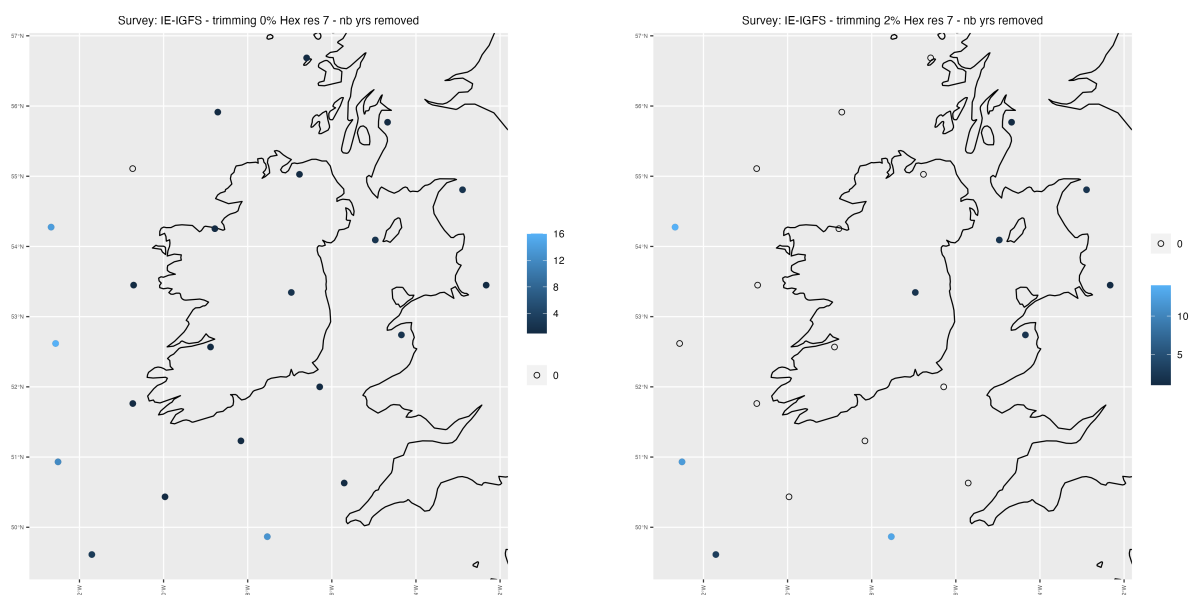 Survey: IE-IGFS - trimming 0% Hex res 7 - nb yrs removed
57°N
56°N
55°N
54°N
53°N
52°N
51°N
50°N
16
12
8
4
0
Survey: IE-IGFS - trimming 2% Hex res 7 - nb yrs removed
57°N
56°N
55°N
54°N
53°N
52°N
51°N
50°N
0
10
5